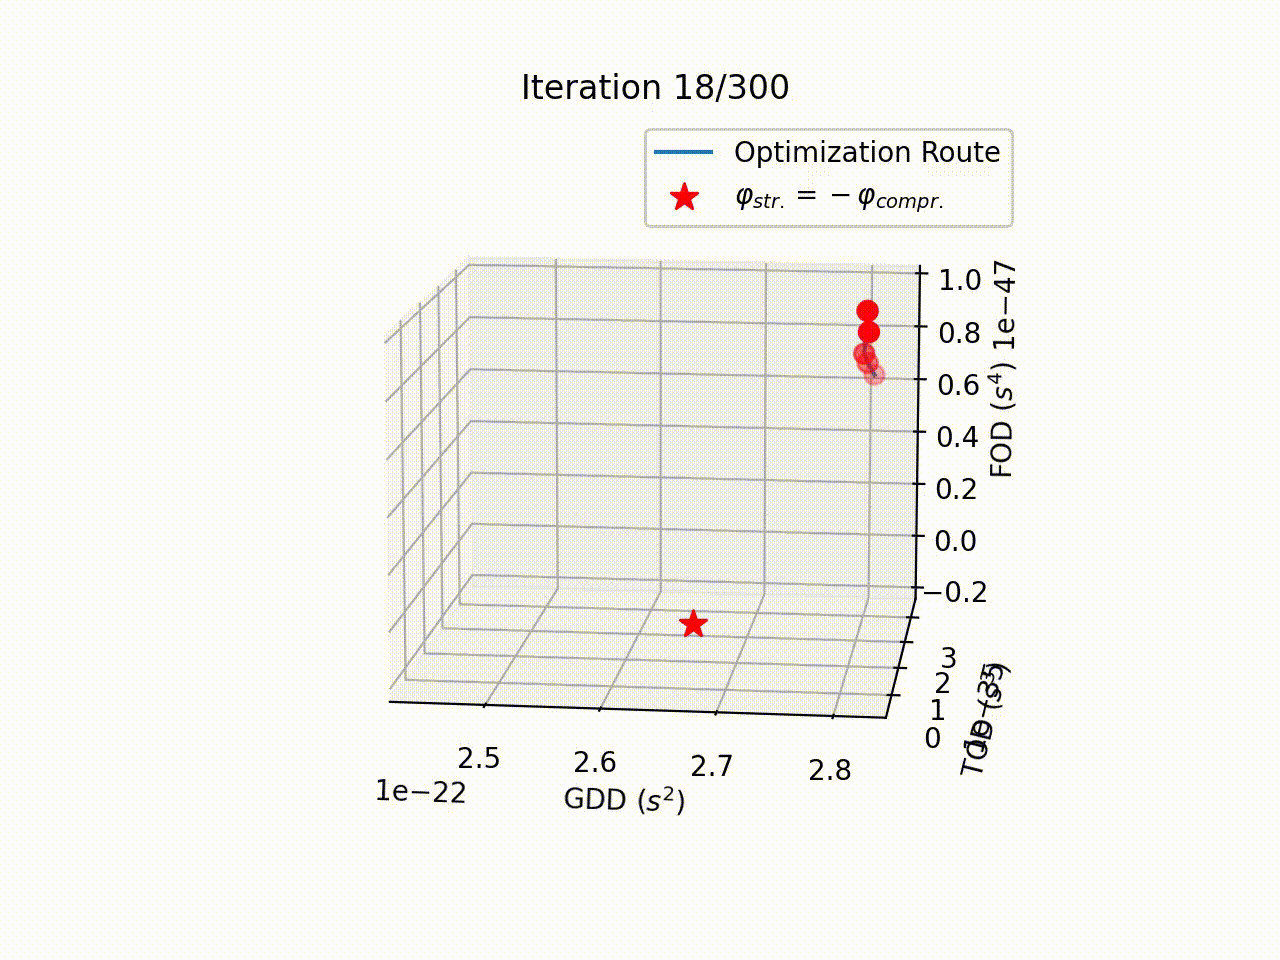 Iteration 18/300
Optimization Route
φstr. = − φcompr.
1.0
0.8
0.6
0.4
0.2
0.0
−0.2
FOD (s⁴) 1e−47
3
2
1
0
TOD (s³)
2.5
2.6
2.7
2.8
1e−22
GDD (s²)